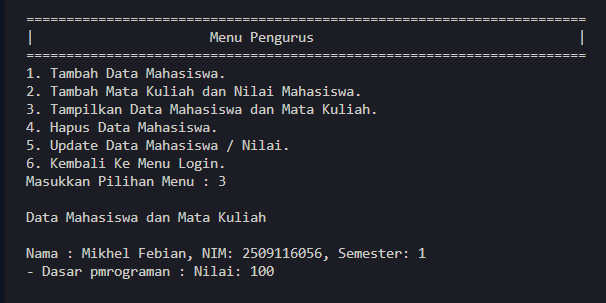 ======================================================================
|                      Menu Pengurus                                 |
======================================================================
1. Tambah Data Mahasiswa.
2. Tambah Mata Kuliah dan Nilai Mahasiswa.
3. Tampilkan Data Mahasiswa dan Mata Kuliah.
4. Hapus Data Mahasiswa.
5. Update Data Mahasiswa / Nilai.
6. Kembali Ke Menu Login.
Masukkan Pilihan Menu : 3
Data Mahasiswa dan Mata Kuliah
Nama : Mikhel Febian, NIM: 2509116056, Semester: 1
- Dasar pmrograman : Nilai: 100